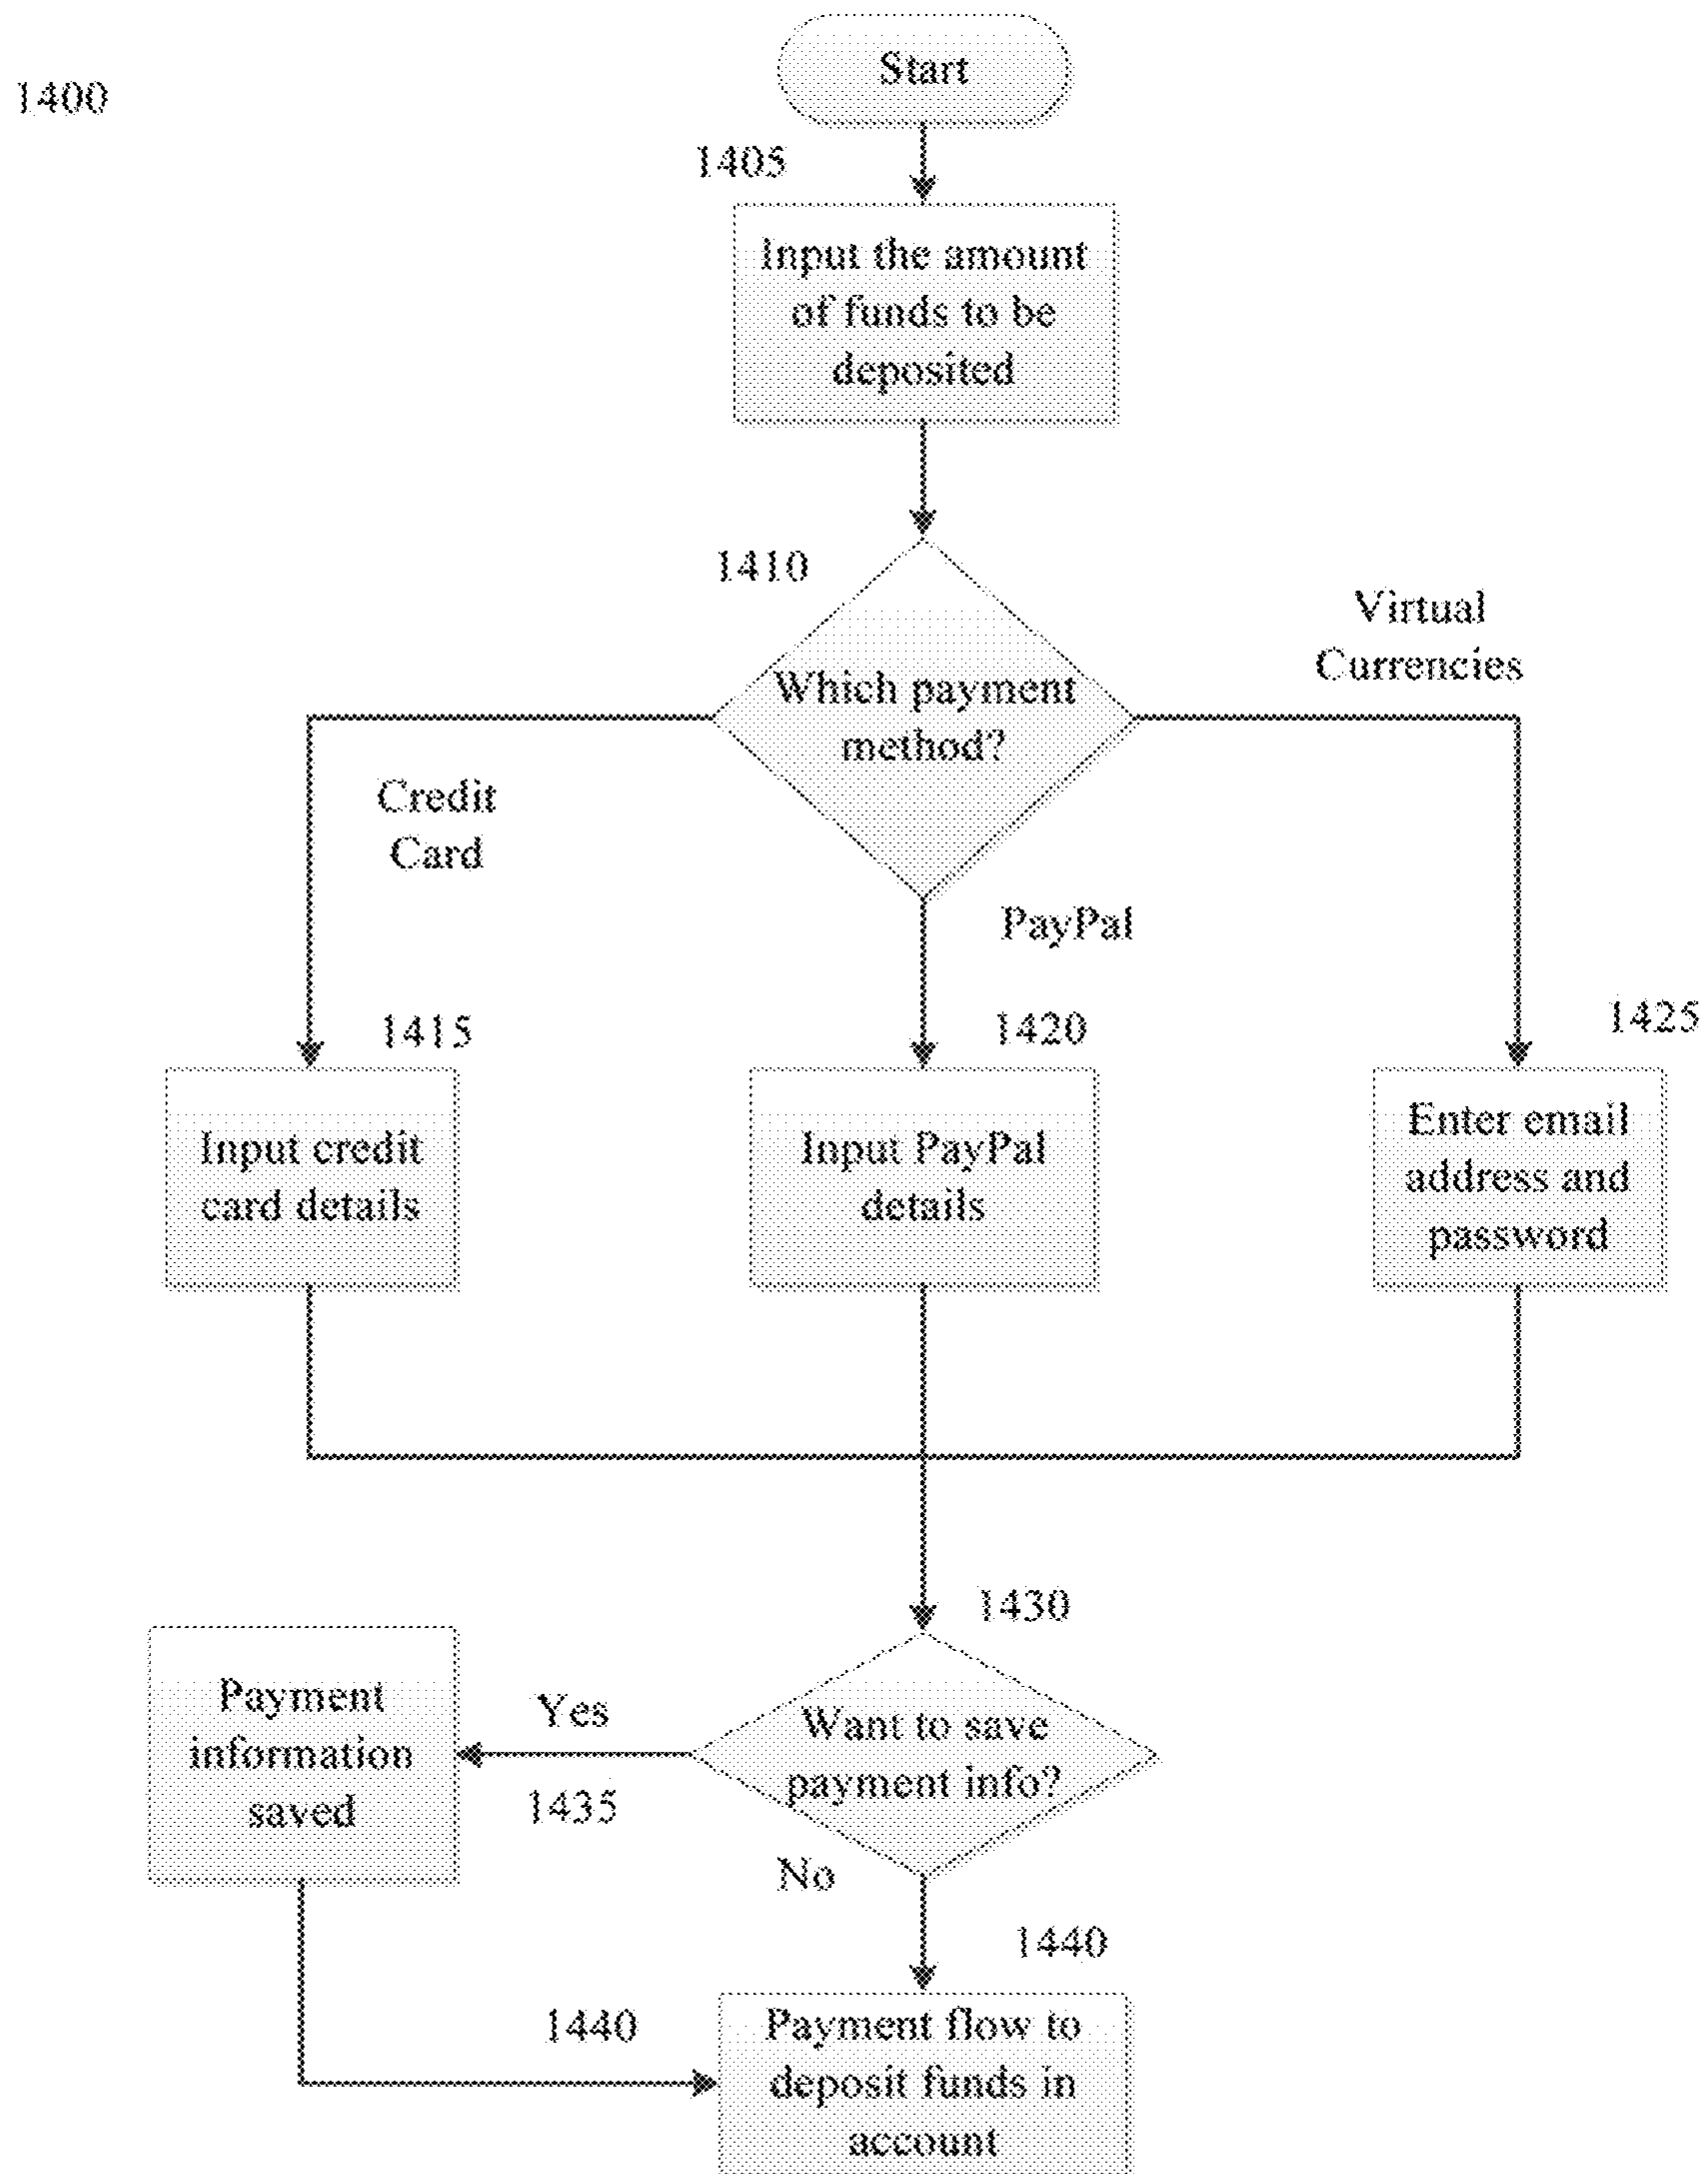 Start
1400
1405
Input the amount
of funds to be
deposited
1410
Virtual
Currencies
Which payment
method?
Credit
Card
PayPal
1415
1420
1425
Input credit
card details
Input PayPal
details
Enter email
address and
password
1430
Payment
information
saved
Yes
1435
Want to save
payment info?
No
1440
1440
Payment flow to
deposit funds in
account